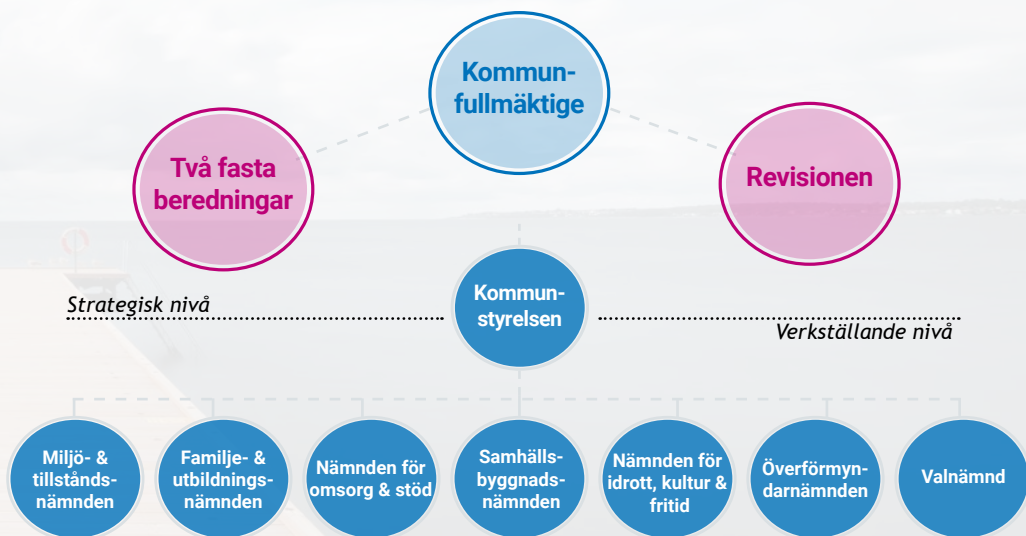 Kommun-
fullmäktige
Två fasta
beredningar
Revisionen
Kommun-
styrelsen
Strategisk nivå
Verkställande nivå
Miljö- &
tillstånds-
nämnden
Familje- &
utbildnings-
nämnden
Nämnden för
omsorg & stöd
Samhälls-
byggnads-
nämnden
Nämnden för
idrott, kultur &
fritid
Överförmyn-
darnämnden
Valnämnd